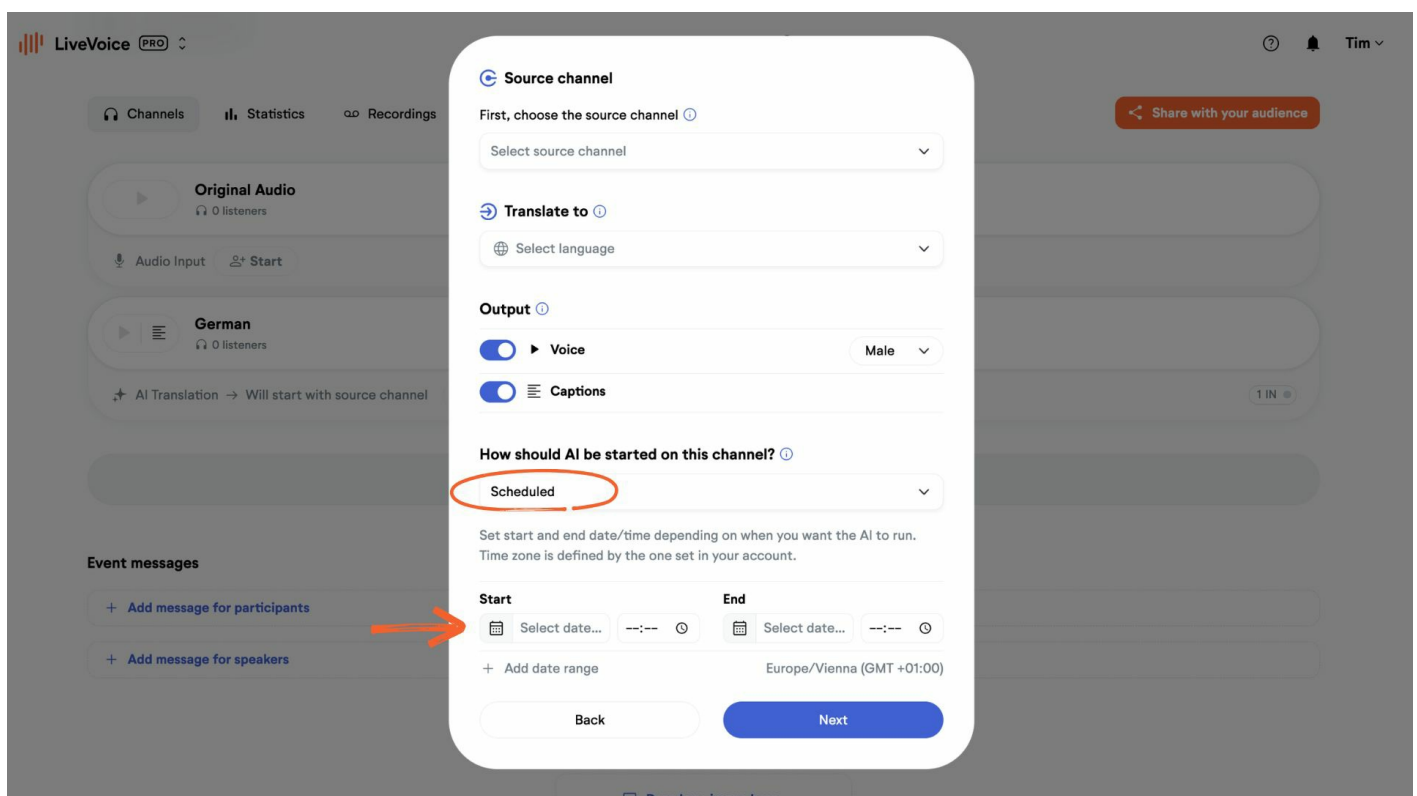 LiveVoice PRO
Tim
Channels
Statistics
Recordings
Share with your audience
Original Audio
0 listeners
Audio Input
Start
German
0 listeners
AI Translation → Will start with source channel
1 IN
Event messages
+ Add message for participants
+ Add message for speakers
Source channel
First, choose the source channel
Select source channel
Translate to
Select language
Output
Voice
Male
Captions
How should AI be started on this channel?
Scheduled
Set start and end date/time depending on when you want the AI to run.
Time zone is defined by the one set in your account.
Start
End
Select date... --:--
Select date... --:--
+ Add date range
Europe/Vienna (GMT +01:00)
Back
Next